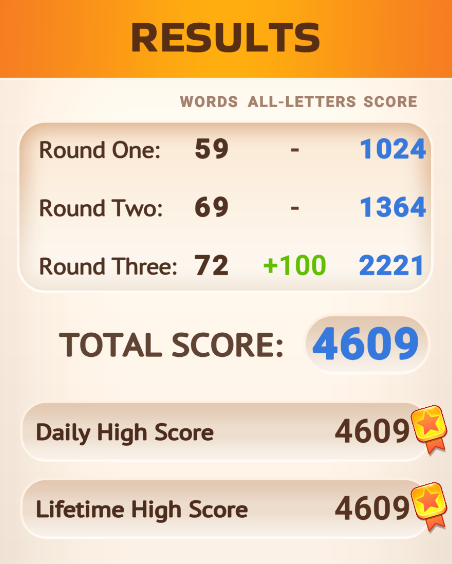 RESULTS
WORDS ALL-LETTERS SCORE
Round One: 59 - 1024
Round Two: 69 - 1364
Round Three: 72 +100 2221
TOTAL SCORE: 4609
Daily High Score 4609
Lifetime High Score 4609